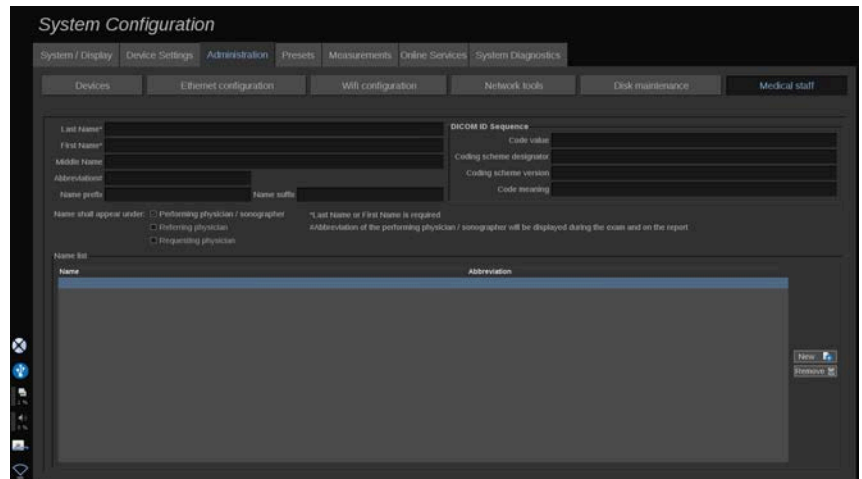 System Configuration
System / Display Device Settings Administration Presets Measurements Online Services System Diagnostics
Devices Ethernet configuration Wifi configuration Network tools Disk maintenance Medical staff
Last Name*
First Name*
Middle Name
Abbreviation#
Name prefix Name suffix
DICOM ID Sequence
Code value
Coding scheme designator
Coding scheme version
Code meaning
Name shall appear under: Performing physician / sonographer
Referring physician
Requesting physician
*Last Name or First Name is required
#Abbreviation of the performing physician / sonographer will be displayed during the exam and on the report
Name list
Name Abbreviation
New
Remove